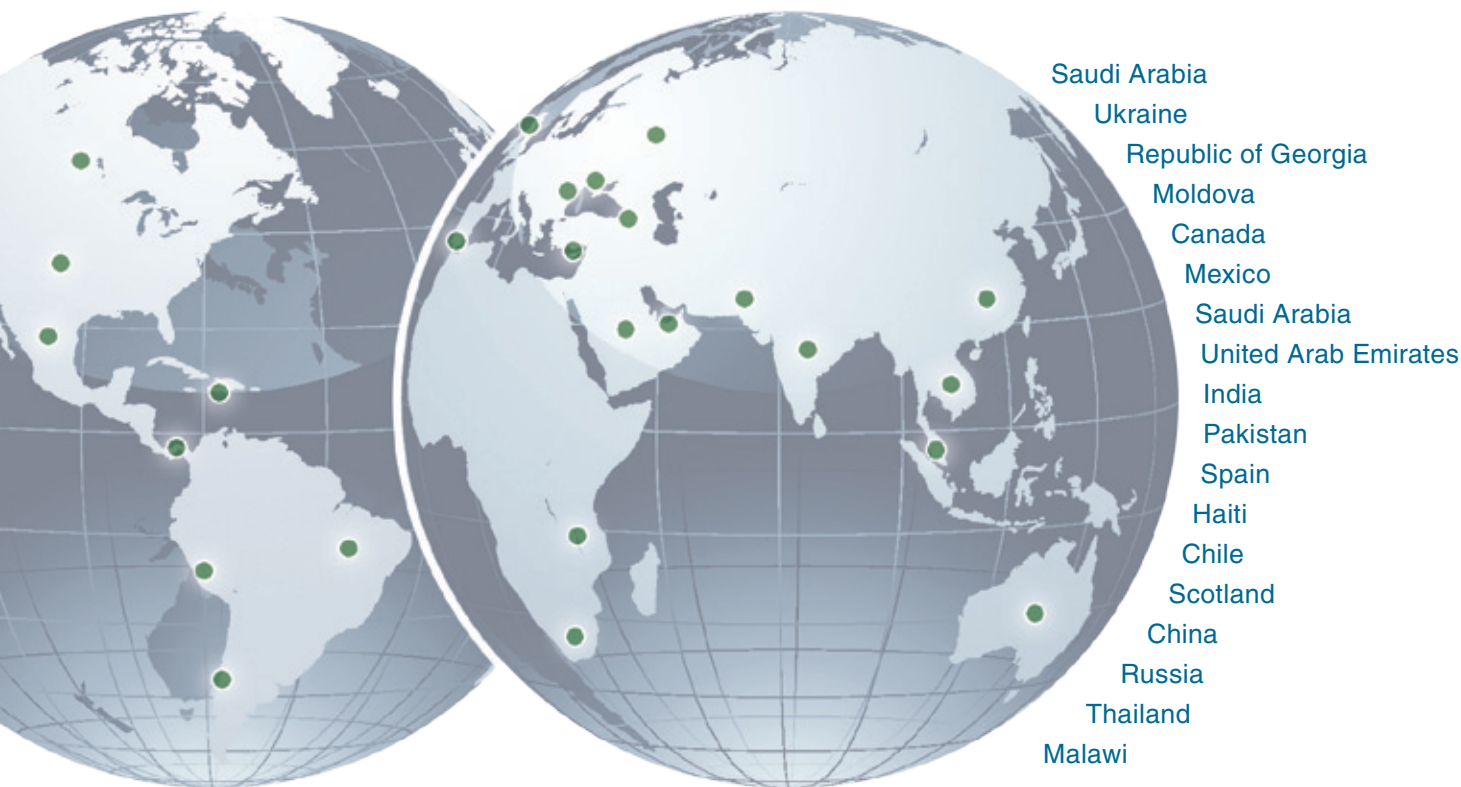 Saudi Arabia
Ukraine
Republic of Georgia
Moldova
Canada
Mexico
Saudi Arabia
United Arab Emirates
India
Pakistan
Spain
Haiti
Chile
Scotland
China
Russia
Thailand
Malawi